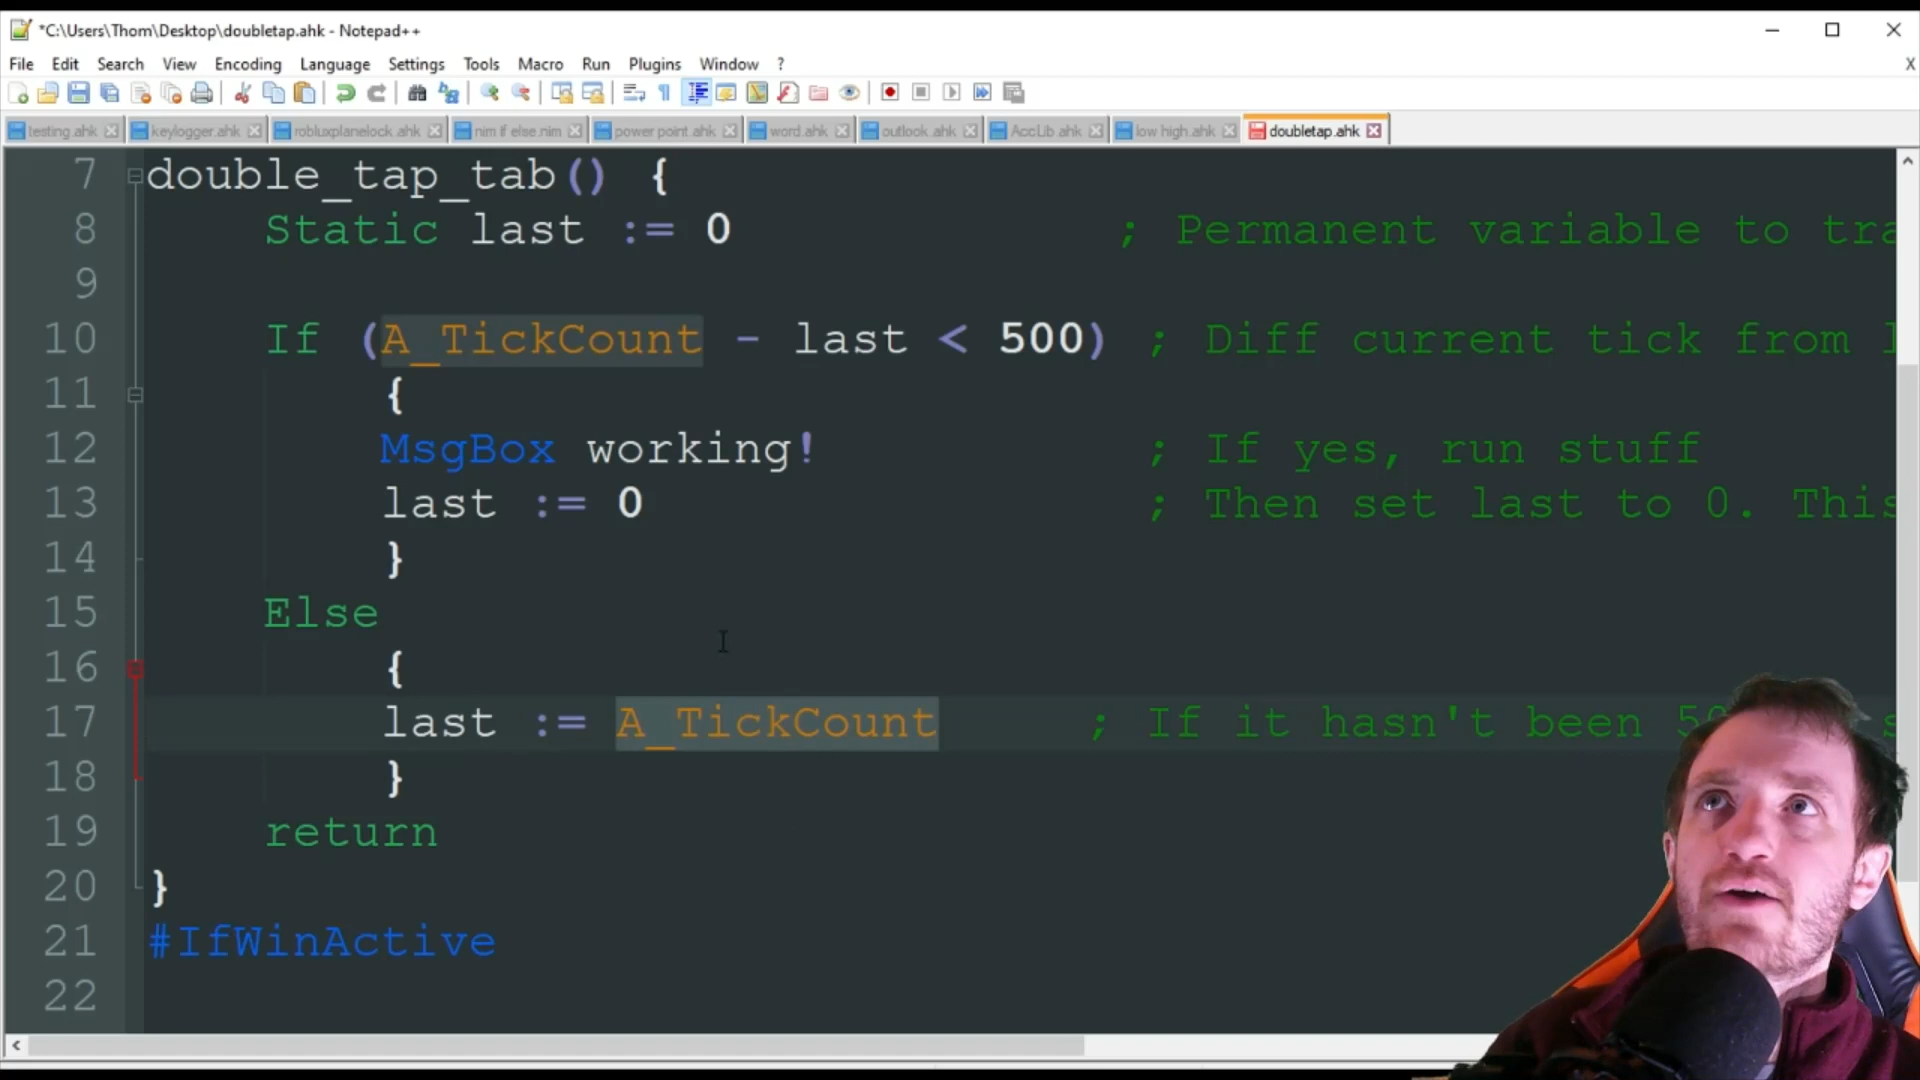 *C:\Users\Thom\Desktop\doubletap.ahk - Notepad++
File Edit Search View Encoding Language Settings Tools Macro Run Plugins Window ? X
testing.ahk keylogger.ahk robluxplanelock.ahk nim if else.nim power point.ahk word.ahk outlook.ahk AccLib.ahk low high.ahk doubletap.ahk
7 double_tap_tab() {
8 Static last := 0 ; Permanent variable to
9
10 If (A_TickCount - last < 500) ; Diff current tick from
11 {
12 MsgBox working! ; If yes, run stuff
13 last := 0 ; Then set last to 0. This
14 }
15 Else
16 {
17 last := A_TickCount ; If it hasn't been
18 }
19 return
20 }
21 #IfWinActive
22